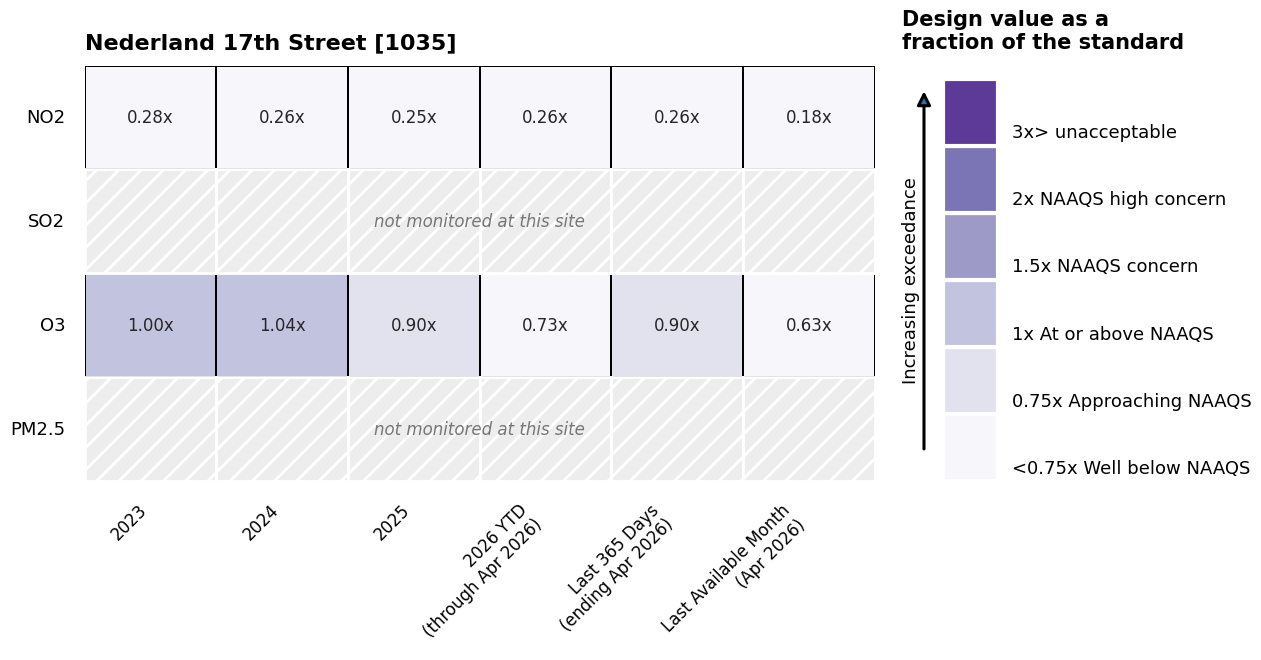 Nederland 17th Street [1035]
NO2
0.28x 0.26x 0.25x 0.26x 0.26x 0.18x
SO2
not monitored at this site
O3
1.00x 1.04x 0.90x 0.73x 0.90x 0.63x
PM2.5
not monitored at this site
2023
2024
2025
2026 YTD
(through Apr 2026)
Last 365 Days
(ending Apr 2026)
Last Available Month
(Apr 2026)
Design value as a
fraction of the standard
Increasing exceedance
3x> unacceptable
2x NAAQS high concern
1.5x NAAQS concern
1x At or above NAAQS
0.75x Approaching NAAQS
<0.75x Well below NAAQS